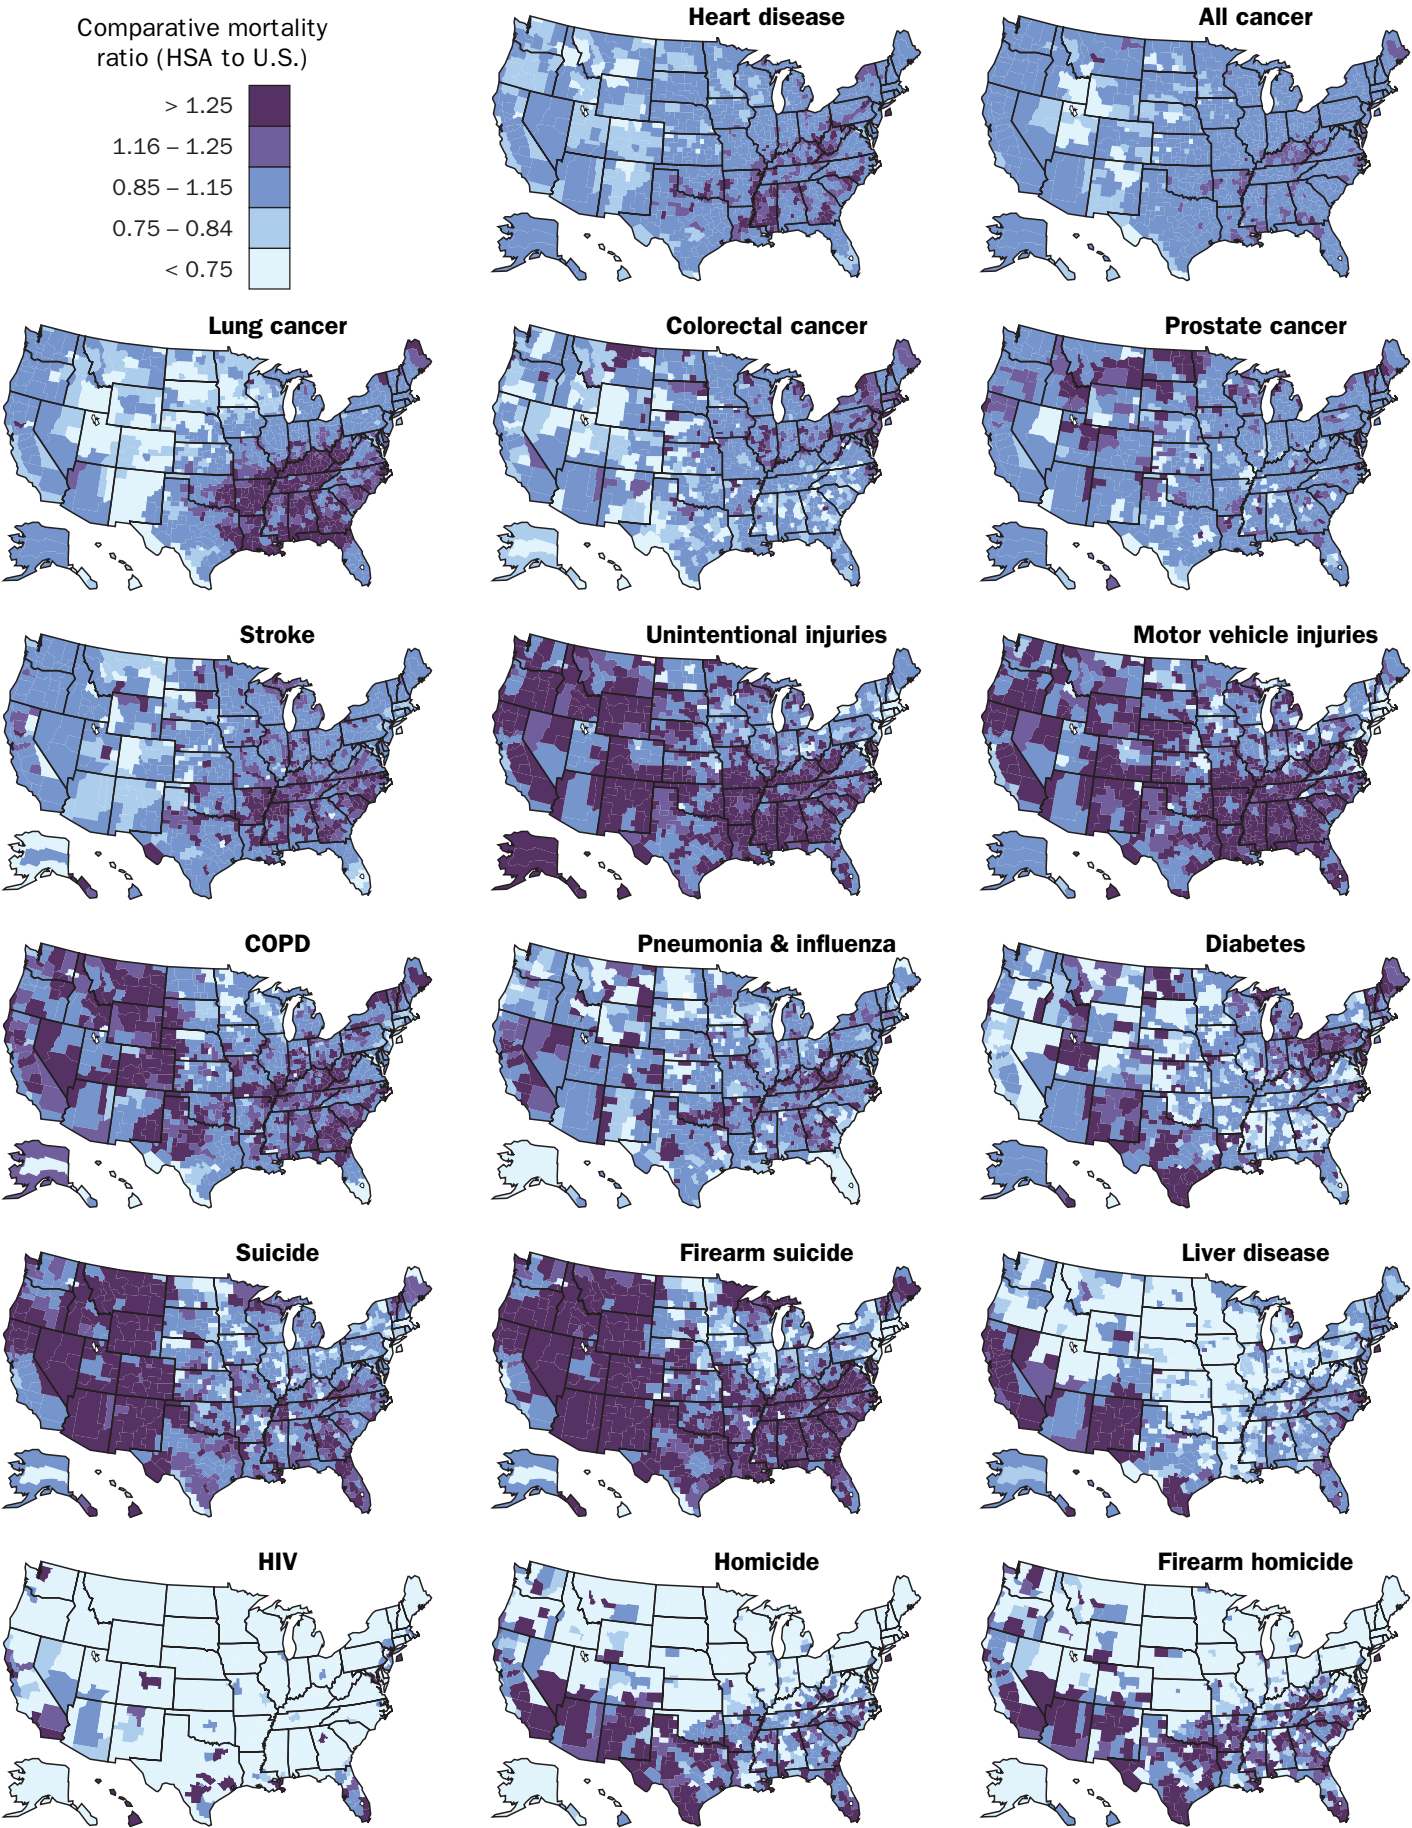 Comparative mortality
ratio (HSA to U.S.)
> 1.25
1.16 – 1.25
0.85 – 1.15
0.75 – 0.84
< 0.75
Heart disease
All cancer
Lung cancer
Colorectal cancer
Prostate cancer
Stroke
Unintentional injuries
Motor vehicle injuries
COPD
Pneumonia & influenza
Diabetes
Suicide
Firearm suicide
Liver disease
HIV
Homicide
Firearm homicide